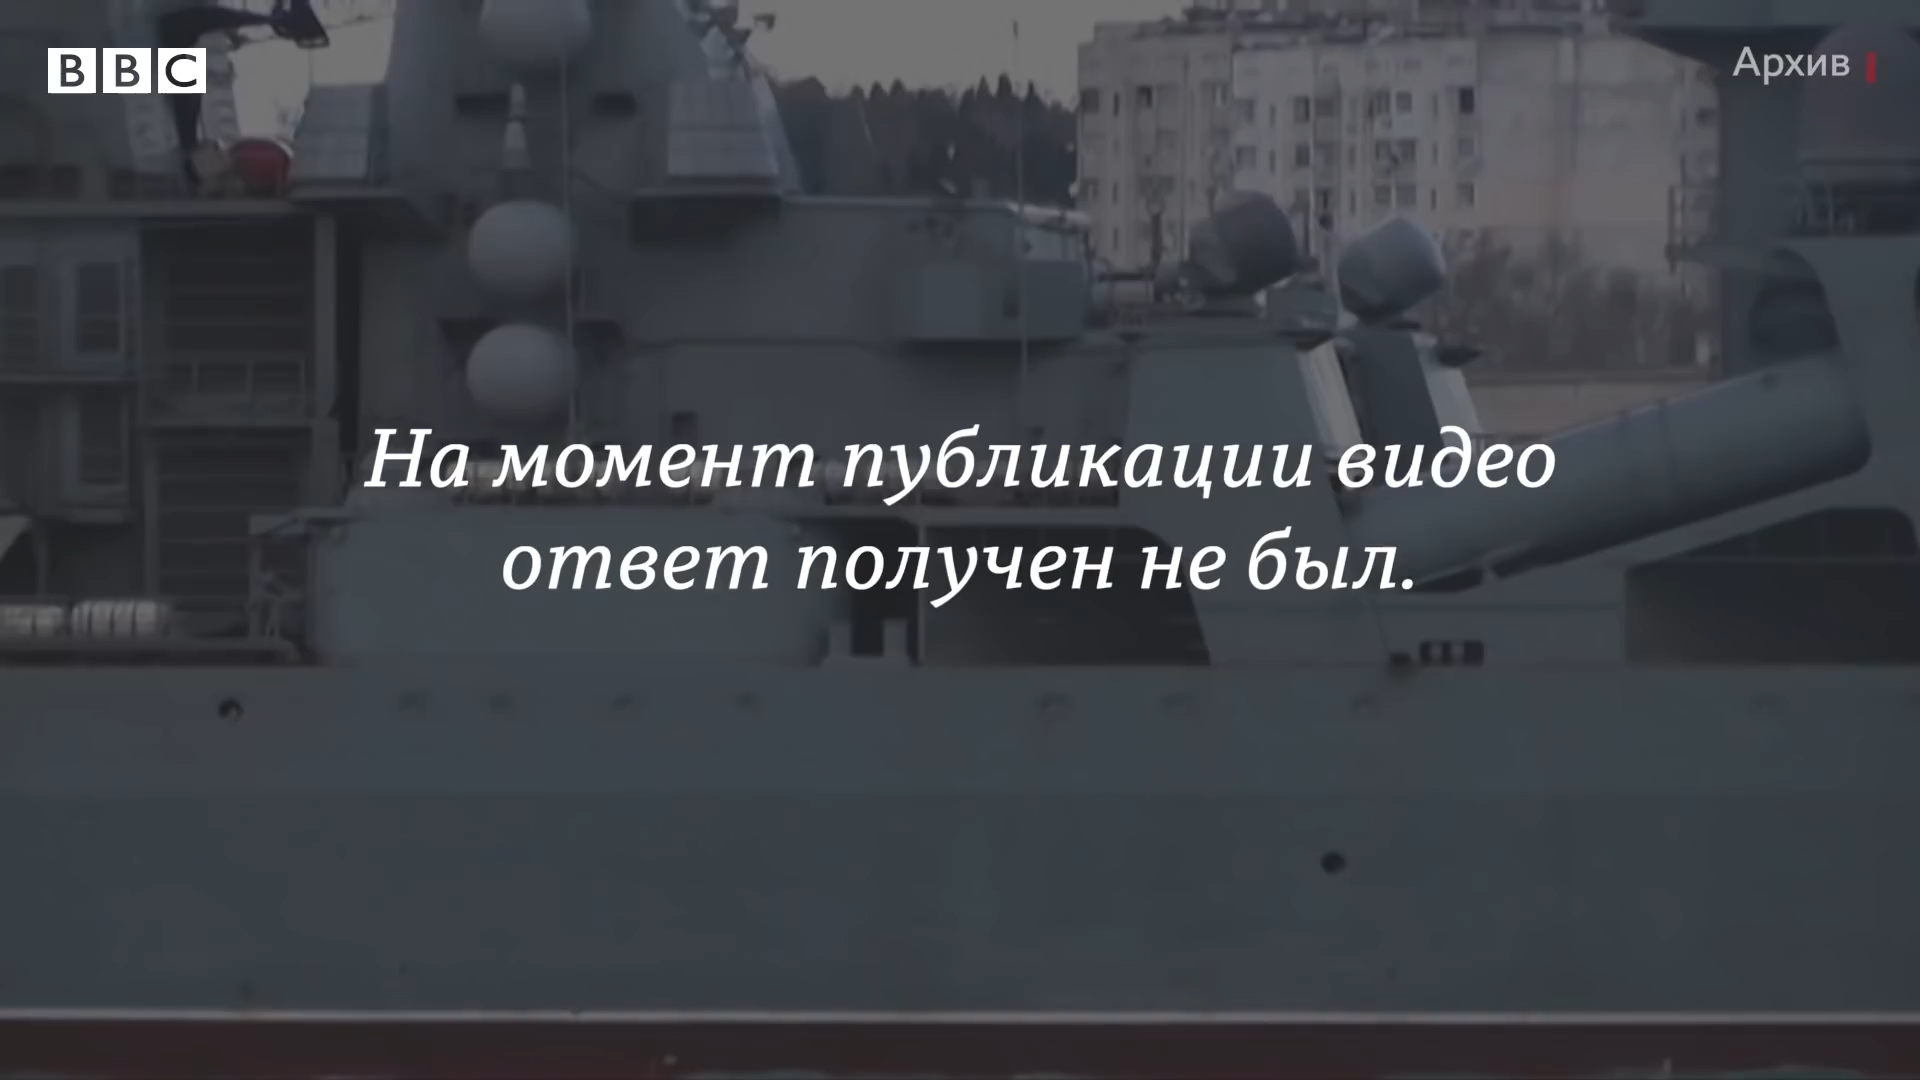 BBC
Архив
На момент публикации видео
ответ получен не был.